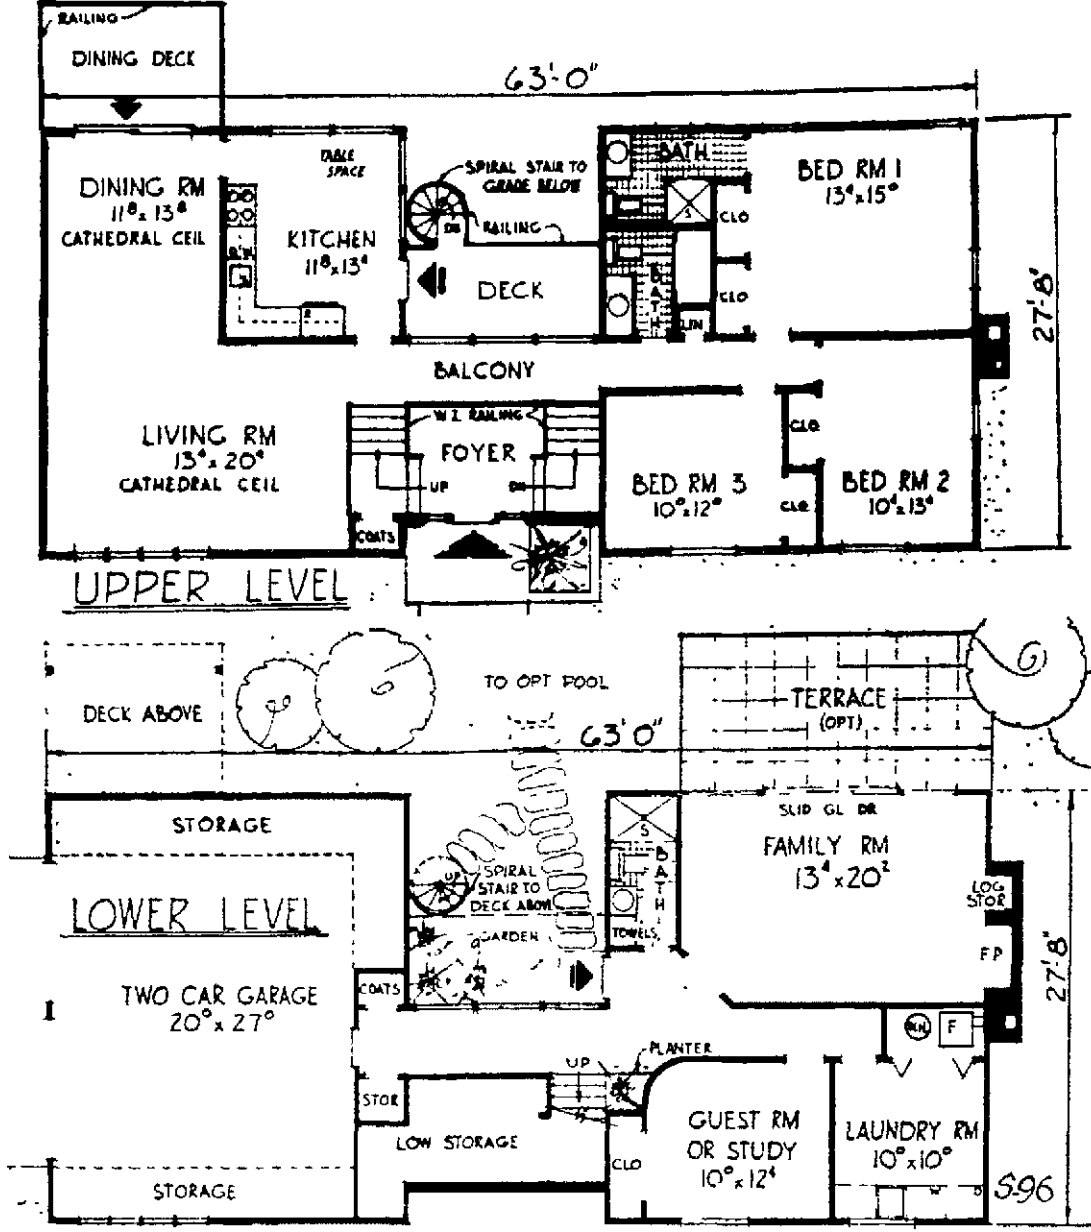 RAILING
DINING DECK
63'-0"
TABLE
SPACE
SPIRAL STAIR TO
GRADE BELOW
BATH
BED RM 1
13⁴x15⁰
DINING RM
11⁸x13⁸
CATHEDRAL CEIL
DN
RAILING
S
CLO
KITCHEN
11⁸x13⁴
DECK
BATH
CLO
27'-8"
R
LIN
BALCONY
W.I. RAILING
FOYER
LIVING RM
13⁴x20⁴
CATHEDRAL CEIL
UP
DN
CLO
BED RM 3
10⁰x12⁰
CLO
BED RM 2
10⁴x13⁴
COATS
UPPER LEVEL
TO OPT POOL
DECK ABOVE
TERRACE
(OPT)
63'0"
SLID GL DR
STORAGE
S
BATH
FAMILY RM
13⁴x20²
UP
SPIRAL
STAIR TO
DECK ABOVE
LOG
STOR
LOWER LEVEL
GARDEN
TOWELS
FP
27'8"
TWO CAR GARAGE
20⁰x27⁰
COATS
F
UP
PLANTER
STOR
LOW STORAGE
GUEST RM
OR STUDY
10⁰x12⁴
LAUNDRY RM
10⁰x10⁰
CLO
STORAGE
W
D
S-96